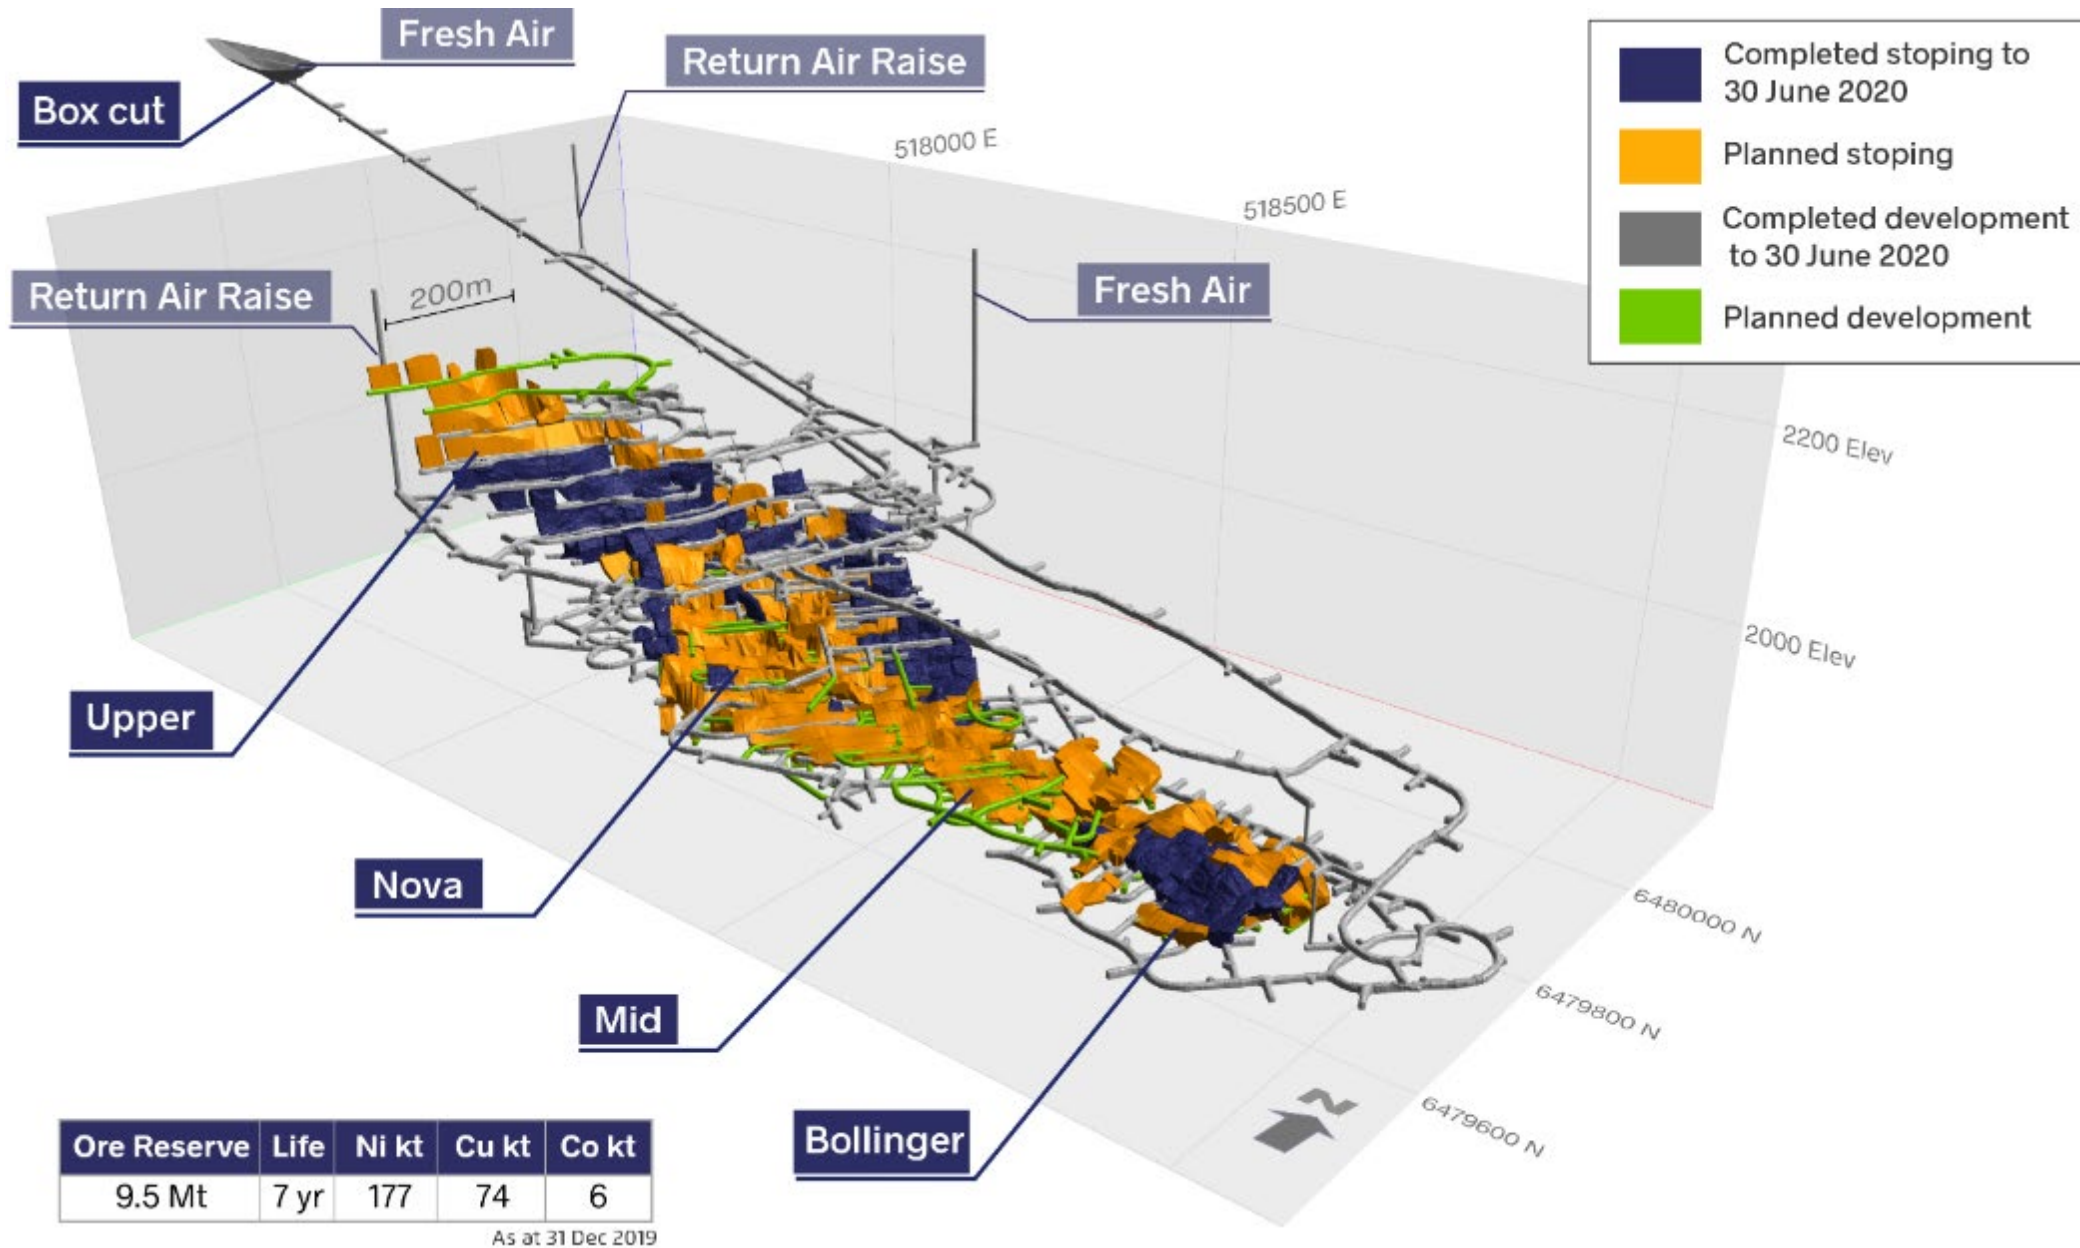 Fresh Air
Return Air Raise
Box cut
518000 E
518500 E
Return Air Raise
200m
Fresh Air
Completed stoping to
30 June 2020
Planned stoping
Completed development
to 30 June 2020
Planned development
2200 Elev
2000 Elev
Upper
Nova
Mid
Bollinger
6480000 N
6479800 N
6479600 N
N
Ore Reserve Life Ni kt Cu kt Co kt
9.5 Mt 7 yr 177 74 6
As at 31 Dec 2019